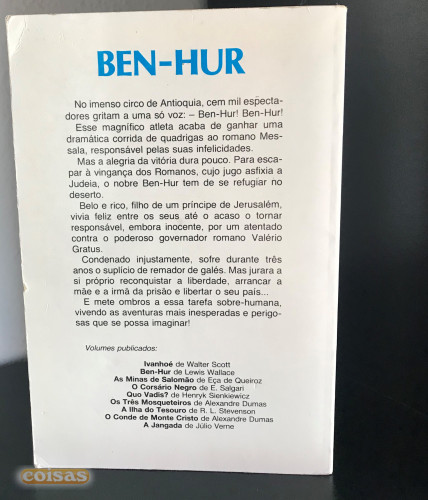 BEN-HUR
No imenso circo de Antioquia, cem mil especta-
dores gritam a uma só voz: – Ben-Hur! Ben-Hur!
Esse magnífico atleta acaba de ganhar uma
dramática corrida de quadrigas ao romano Mes-
sala, responsável pelas suas infelicidades.
Mas a alegria da vitória dura pouco. Para esca-
par à vingança dos Romanos, cujo jugo asfixia a
Judeia, o nobre Ben-Hur tem de se refugiar no
deserto.
Belo e rico, filho de um príncipe de Jerusalém,
vivia feliz entre os seus até o acaso o tornar
responsável, embora inocente, por um atentado
contra o poderoso governador romano Valério
Gratus.
Condenado injustamente, sofre durante três
anos o suplício de remador de galés. Mas jurara a
si próprio reconquistar a liberdade, arrancar a
mãe e a irmã da prisão e libertar o seu país...
E mete ombros a essa tarefa sobre-humana,
vivendo as aventuras mais inesperadas e perigo-
sas que se possa imaginar!
Volumes publicados:
Ivanhoé de Walter Scott
Ben-Hur de Lewis Wallace
As Minas de Salomão de Eça de Queiroz
O Corsário Negro de E. Salgari
Quo Vadis? de Henryk Sienkiewicz
Os Três Mosqueteiros de Alexandre Dumas
A Ilha do Tesouro de R. L. Stevenson
O Conde de Monte Cristo de Alexandre Dumas
A Jangada de Júlio Verne
coisas